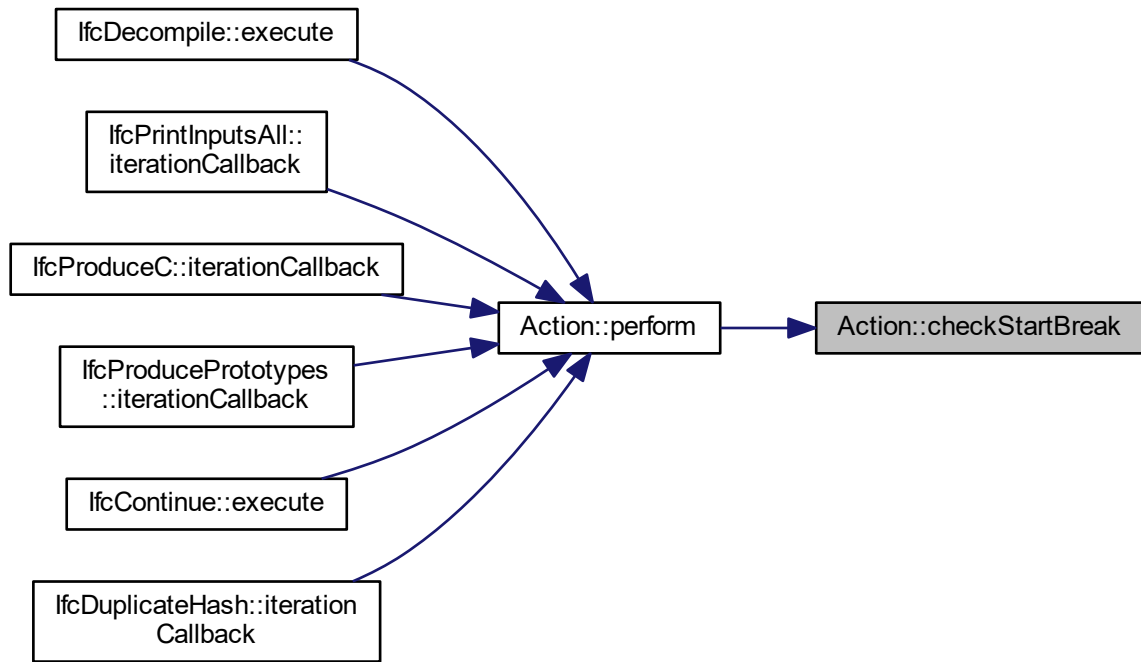 IfcDecompile::execute
IfcPrintInputsAll::
iterationCallback
IfcProduceC::iterationCallback
Action::perform
Action::checkStartBreak
IfcProducePrototypes
::iterationCallback
IfcContinue::execute
IfcDuplicateHash::iteration
Callback